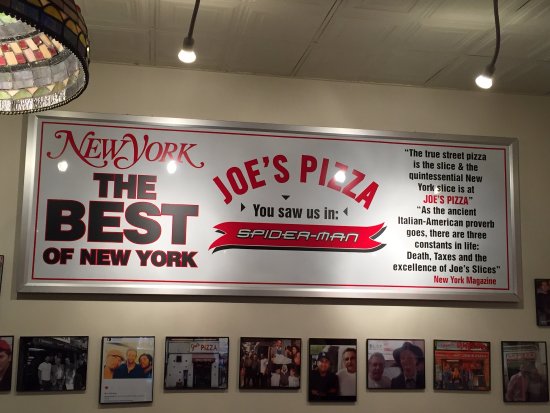 NEW YORK
THE
BEST
OF NEW YORK
JOE'S PIZZA
You saw us in:
SPIDER-MAN
"The true street pizza
is the slice & the
quintessential New
York slice is at
JOE'S PIZZA"
"As the ancient
Italian-American proverb
goes, there are three
constants in life:
Death, Taxes and the
excellence of Joe's Slices"
New York Magazine
PIZZA